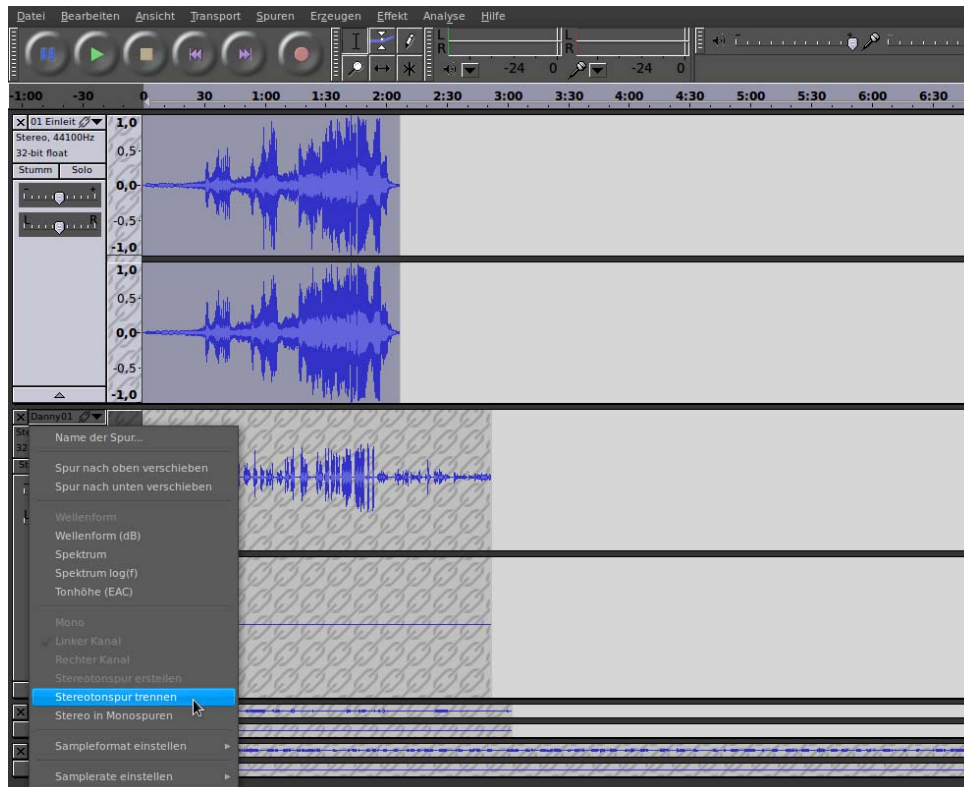 Datei Bearbeiten Ansicht Transport Spuren Erzeugen Effekt Analyse Hilfe
L
R
L
R
-24 0
-24 0
-1:00 -30 0 30 1:00 1:30 2:00 2:30 3:00 3:30 4:00 4:30 5:00 5:30 6:00 6:30
01 Einleit
Stereo, 44100Hz
32-bit float
Stumm Solo
- +
L R
1,0
0,5
0,0
-0,5
-1,0
1,0
0,5
0,0
-0,5
-1,0
Danny01
Name der Spur...
Spur nach oben verschieben
Spur nach unten verschieben
Wellenform
Wellenform (dB)
Spektrum
Spektrum log(f)
Tonhöhe (EAC)
Mono
Linker Kanal
Rechter Kanal
Stereotonspur erstellen
Stereotonspur trennen
Stereo in Monospuren
Sampleformat einstellen
Samplerate einstellen